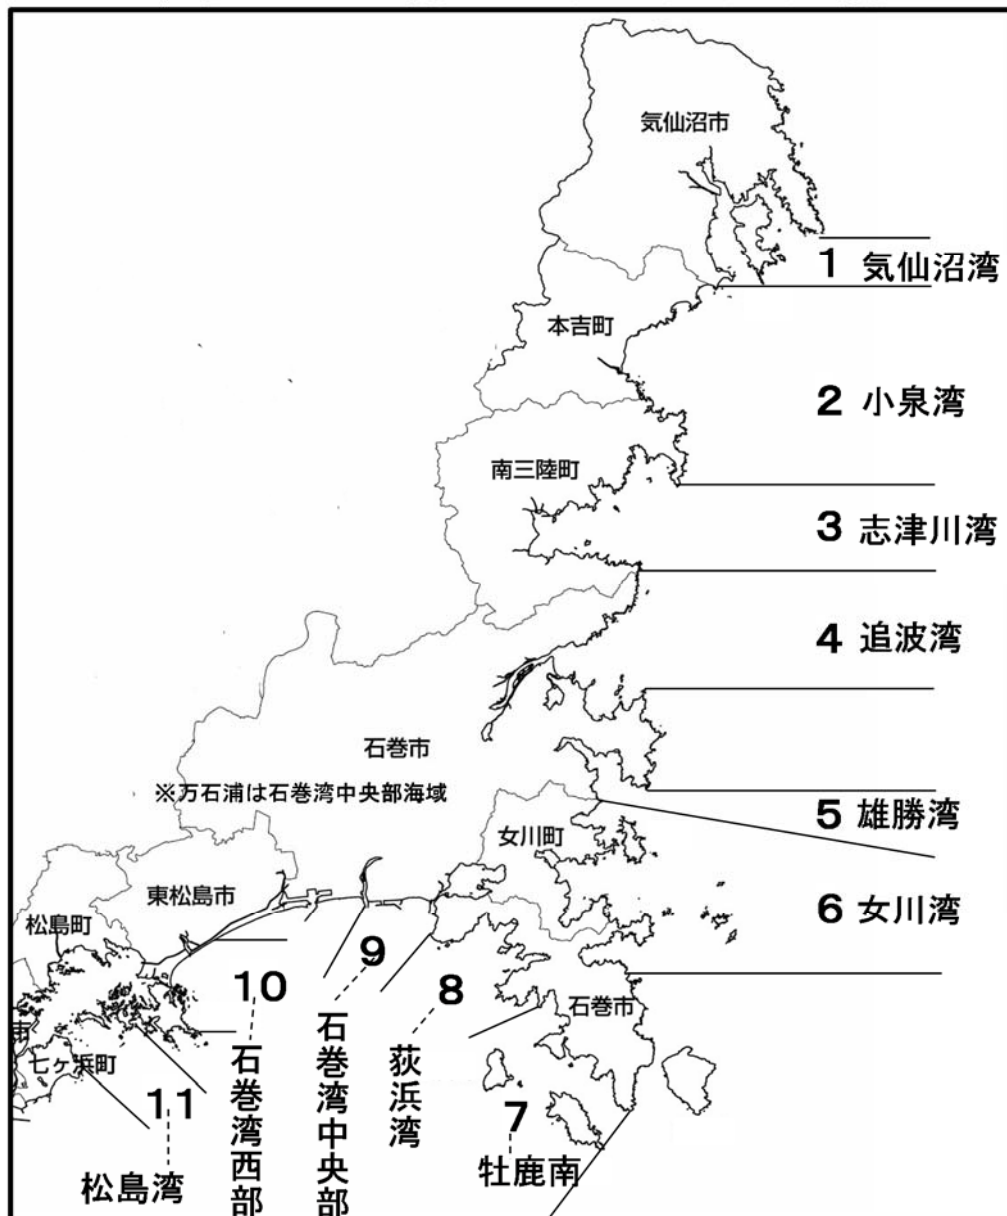 気仙沼市
1 気仙沼湾
本吉町
2 小泉湾
南三陸町
3 志津川湾
4 追波湾
石巻市
※万石浦は石巻湾中央部海域
5 雄勝湾
女川町
東松島市
6 女川湾
松島町
9
石巻湾中央部
10
石巻湾西部
8
荻浜湾
石巻市
市
七ヶ浜町
11
松島湾
7
牡鹿南